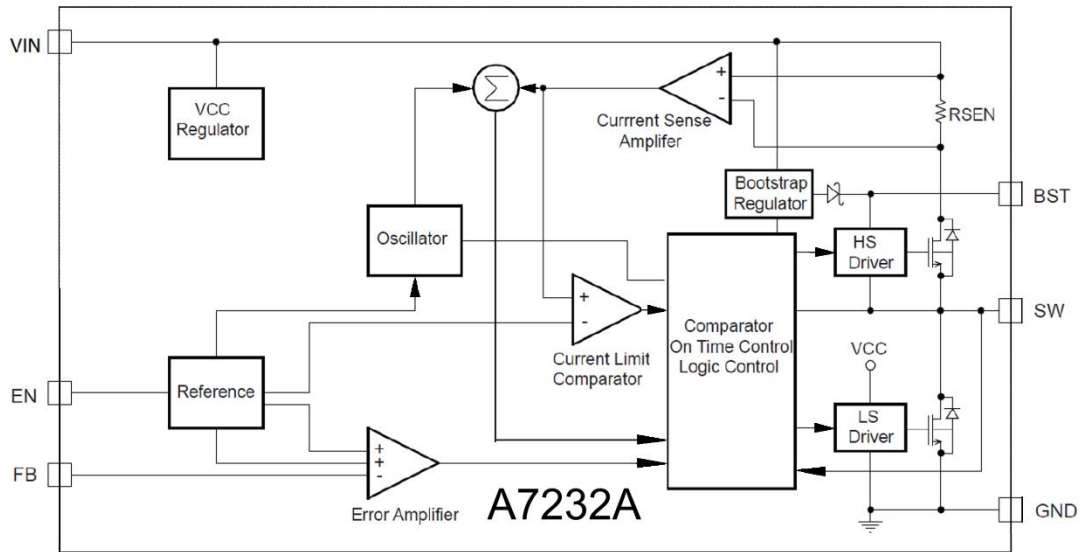 VIN
VCC
Regulator
Σ
+
-
Currrent Sense
Amplifer
RSEN
Bootstrap
Regulator
BST
Oscillator
HS
Driver
+
-
Current Limit
Comparator
Comparator
On Time Control
Logic Control
SW
VCC
EN
Reference
LS
Driver
FB
+
+
-
Error Amplifier
A7232A
GND